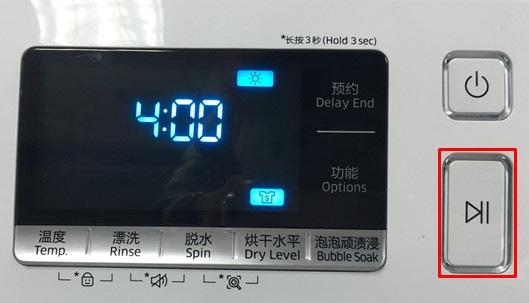 *长按3秒(Hold 3 sec)
预约
Delay End
4:00
功能
Options
温度 漂洗 脱水 烘干水平 泡泡顽渍浸
Temp. Rinse Spin Dry Level Bubble Soak
* * *